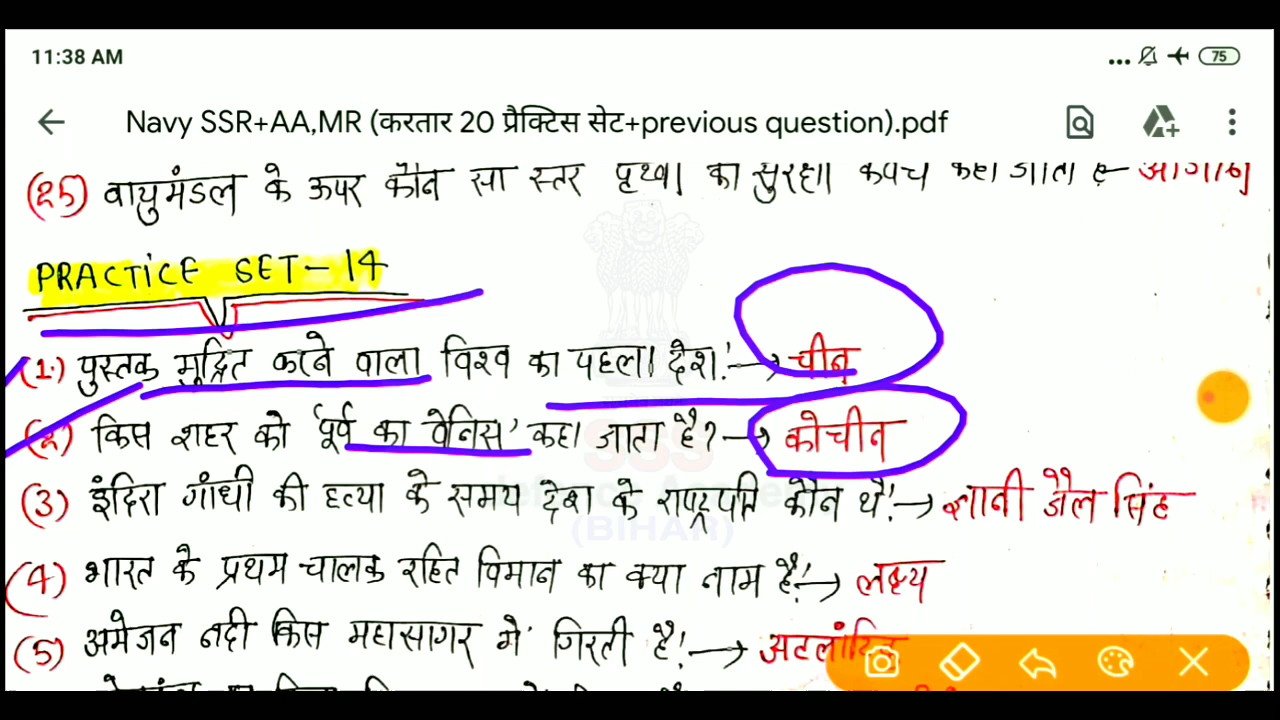 11:38 AM
75
Navy SSR+AA,MR (करतार 20 प्रैक्टिस सेट+previous question).pdf
(25) वायुमंडल के ऊपर कौन सा स्तर पृथ्वी का सुरक्षा कवच कहा जाता है-
PRACTICE SET-14
(1) पुस्तक मुद्रित करने वाला विश्व का पहला देश!→ चीन
(2) किस शहर को 'पूर्व का वेनिस' कहा जाता है?→ कोचीन
(3) इंदिरा गांधी की हत्या के समय देश के राष्ट्रपति कौन थे!→ ज्ञानी जैल सिंह
(BIHAR)
(4) भारत के प्रथम चालक रहित विमान का क्या नाम है!→ लक्ष्य
(5) अमेजन नदी किस महासागर में गिरती है!→